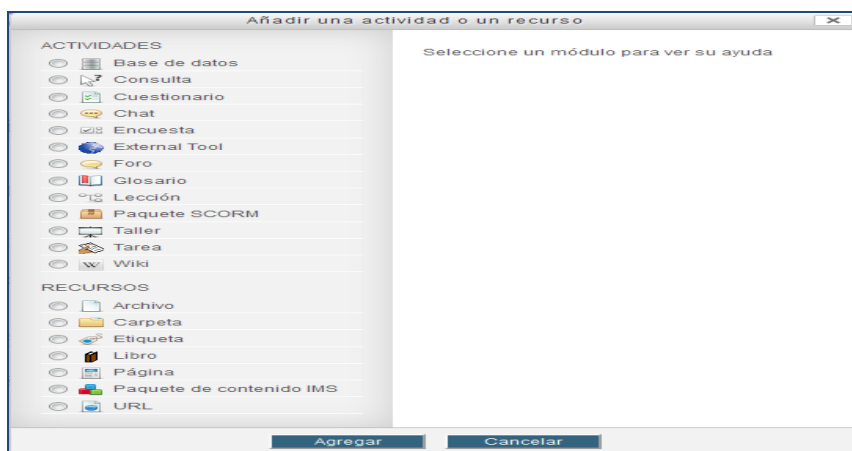 Añadir una actividad o un recurso
ACTIVIDADES
Base de datos
Consulta
Cuestionario
Chat
Encuesta
External Tool
Foro
Glosario
Lección
Paquete SCORM
Taller
Tarea
Wiki
RECURSOS
Archivo
Carpeta
Etiqueta
Libro
Página
Paquete de contenido IMS
URL
Seleccione un módulo para ver su ayuda
Agregar
Cancelar